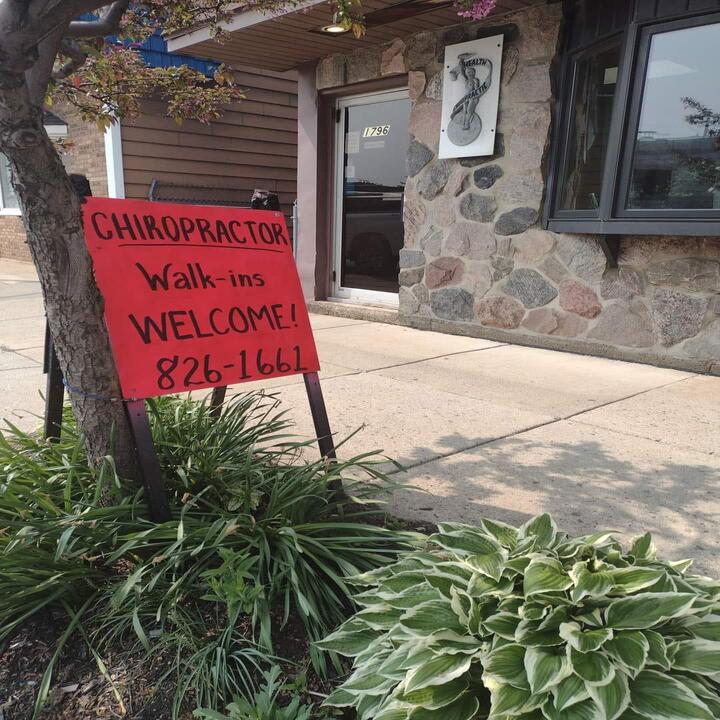 CHIROPRACTOR
Walk-ins
WELCOME!
826-1661
1796
HEALTH